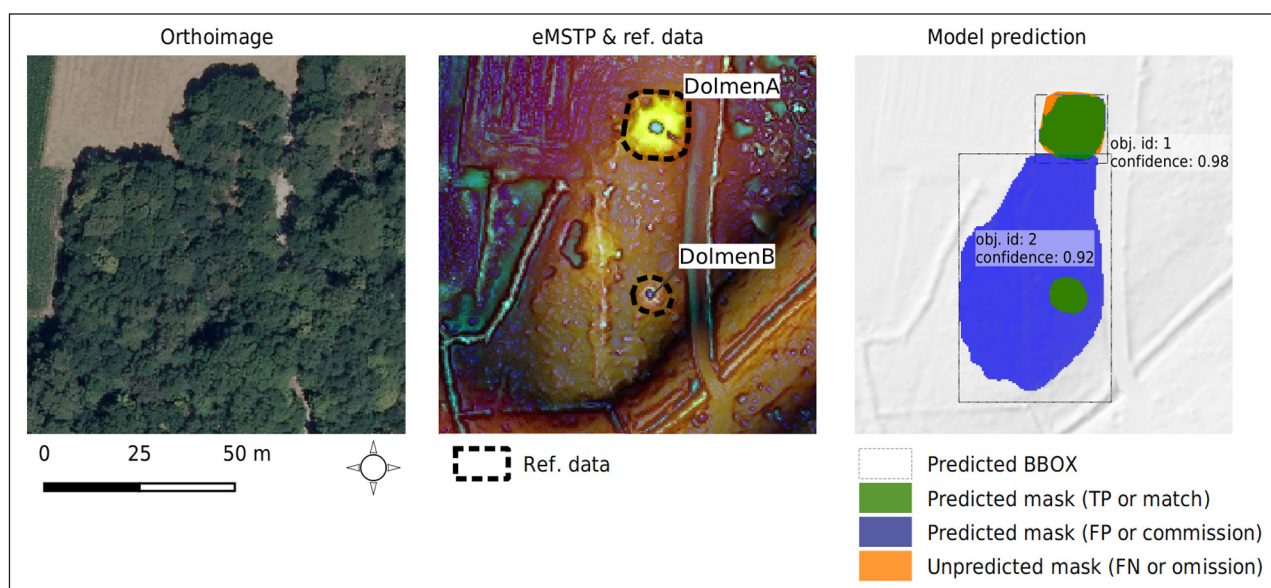 Orthoimage
eMSTP & ref. data
Model prediction
DolmenA
DolmenB
obj. id: 1
confidence: 0.98
obj. id: 2
confidence: 0.92
0
25
50 m
Ref. data
Predicted BBOX
Predicted mask (TP or match)
Predicted mask (FP or commission)
Unpredicted mask (FN or omission)